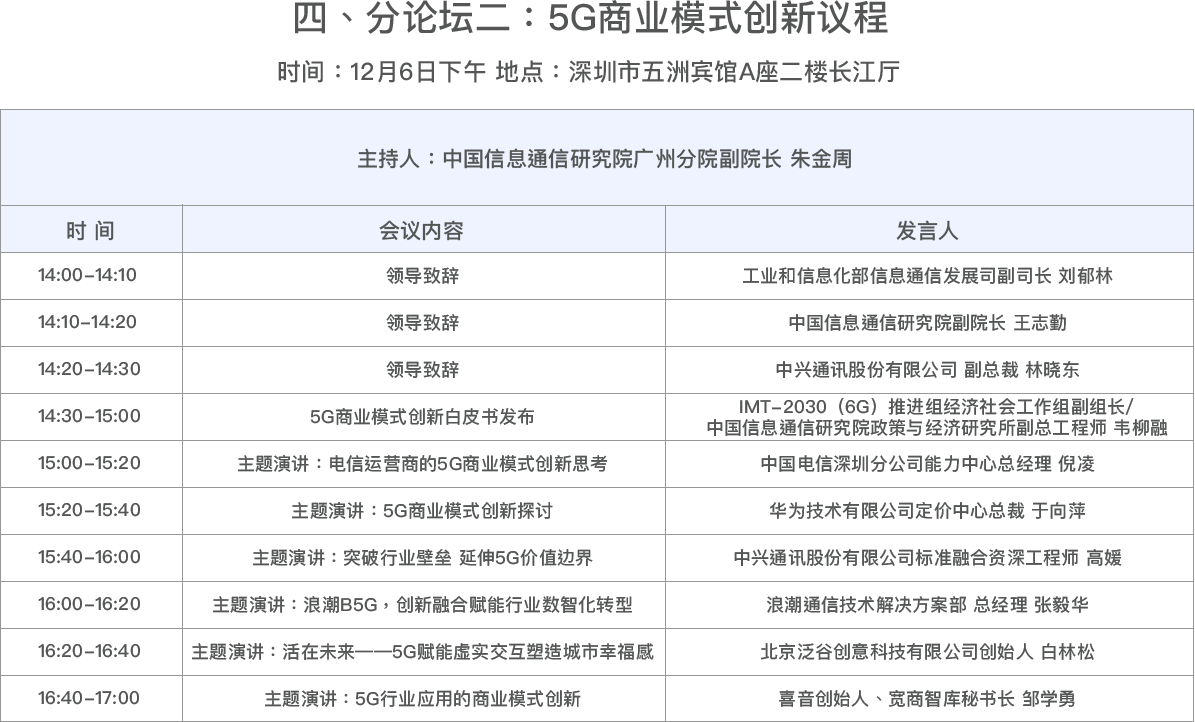 四、分论坛二：5G商业模式创新议程
时间：12月6日下午 地点：深圳市五洲宾馆A座二楼长江厅
主持人：中国信息通信研究院广州分院副院长 朱金周
时 间 会议内容 发言人
14:00-14:10 领导致辞 工业和信息化部信息通信发展司副司长 刘郁林
14:10-14:20 领导致辞 中国信息通信研究院副院长 王志勤
14:20-14:30 领导致辞 中兴通讯股份有限公司 副总裁 林晓东
14:30-15:00 5G商业模式创新白皮书发布 IMT-2030（6G）推进组经济社会工作组副组长/
中国信息通信研究院政策与经济研究所副总工程师 韦柳融
15:00-15:20 主题演讲：电信运营商的5G商业模式创新思考 中国电信深圳分公司能力中心总经理 倪凌
15:20-15:40 主题演讲：5G商业模式创新探讨 华为技术有限公司定价中心总裁 于向萍
15:40-16:00 主题演讲：突破行业壁垒 延伸5G价值边界 中兴通讯股份有限公司标准融合资深工程师 高媛
16:00-16:20 主题演讲：浪潮B5G，创新融合赋能行业数智化转型 浪潮通信技术解决方案部 总经理 张毅华
16:20-16:40 主题演讲：活在未来——5G赋能虚实交互塑造城市幸福感 北京泛谷创意科技有限公司创始人 白林松
16:40-17:00 主题演讲：5G行业应用的商业模式创新 喜音创始人、宽商智库秘书长 邹学勇